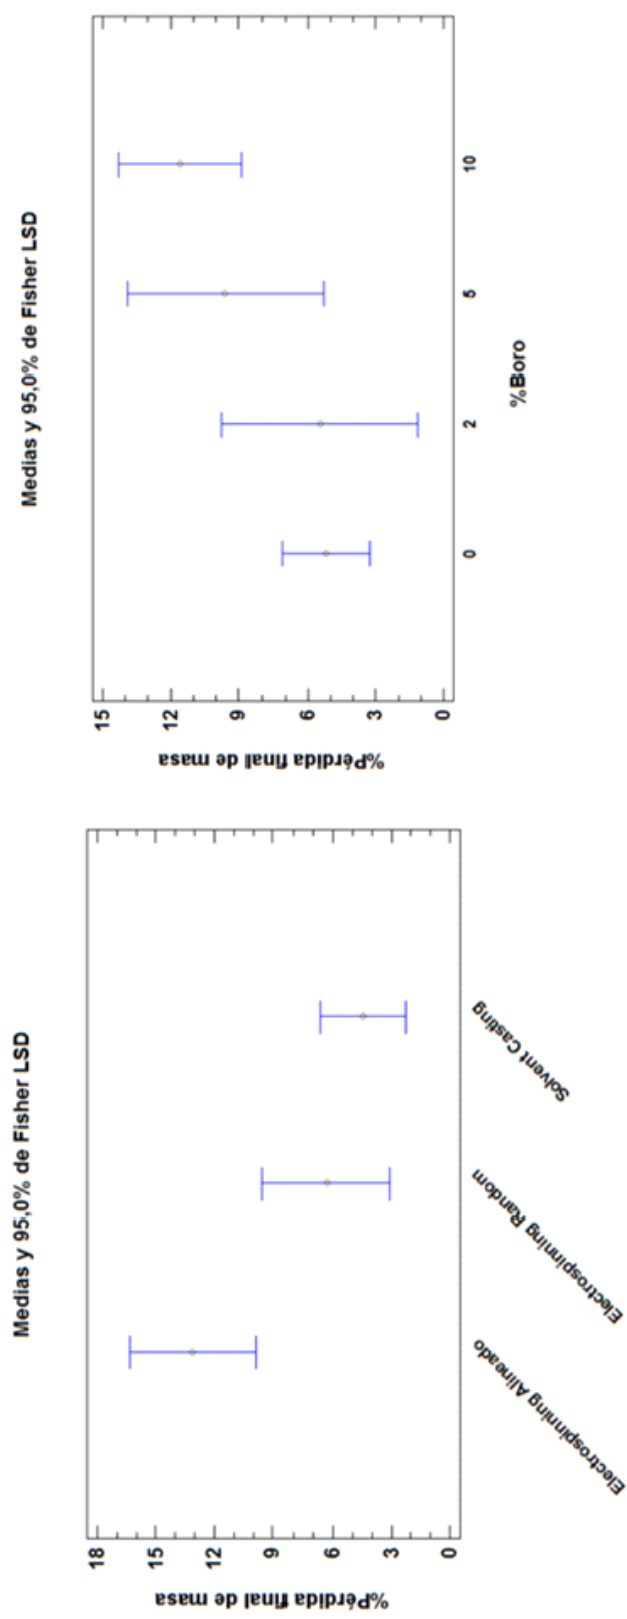 Medias y 95,0% de Fisher LSD
%Pérdida final de masa
18
15
12
9
6
3
0
Electrospinning Alineado
Electrospinning Random
Solvent Casting
Medias y 95,0% de Fisher LSD
%Pérdida final de masa
15
12
9
6
3
0
0 2 5 10
%Boro